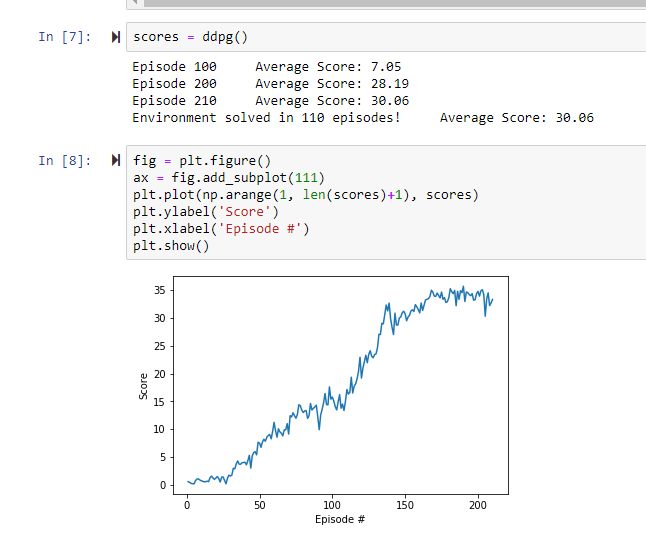 In [7]: scores = ddpg()
Episode 100 Average Score: 7.05
Episode 200 Average Score: 28.19
Episode 210 Average Score: 30.06
Environment solved in 110 episodes! Average Score: 30.06
In [8]: fig = plt.figure()
ax = fig.add_subplot(111)
plt.plot(np.arange(1, len(scores)+1), scores)
plt.ylabel('Score')
plt.xlabel('Episode #')
plt.show()
35
30
25
20
15
10
5
0
Score
0 50 100 150 200
Episode #